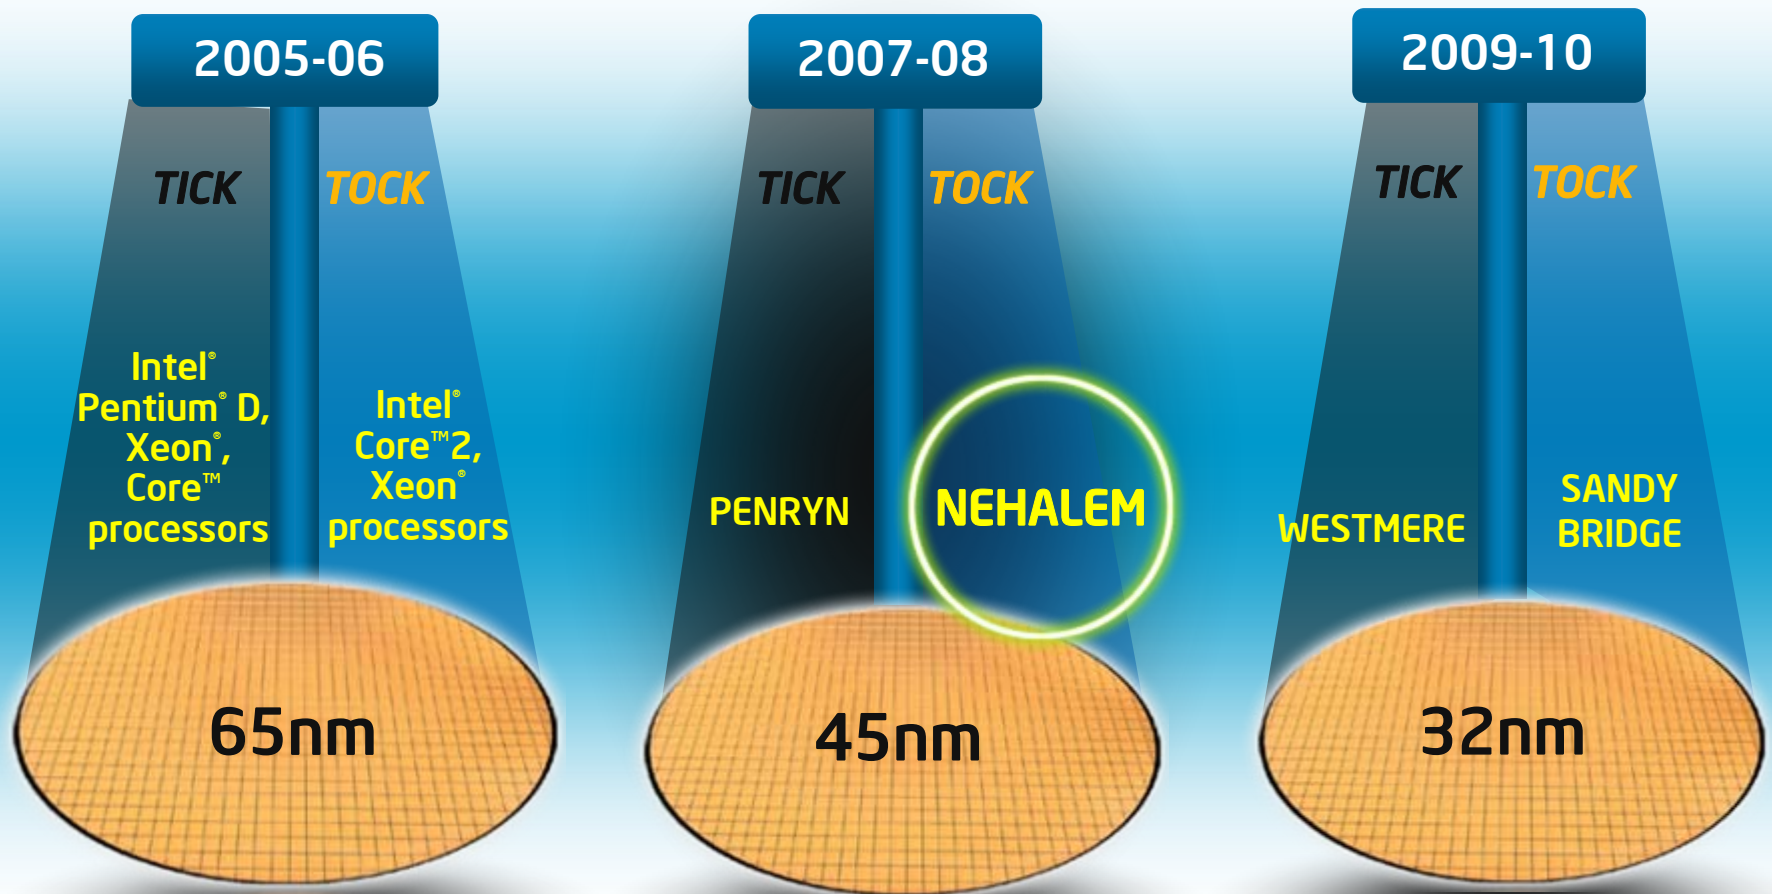 2005-06
TICK
TOCK
Intel®
Pentium® D,
Xeon®,
Core™
processors
Intel®
Core™2,
Xeon®
processors
65nm
2007-08
TICK
TOCK
PENRYN
NEHALEM
45nm
2009-10
TICK
TOCK
WESTMERE
SANDY
BRIDGE
32nm